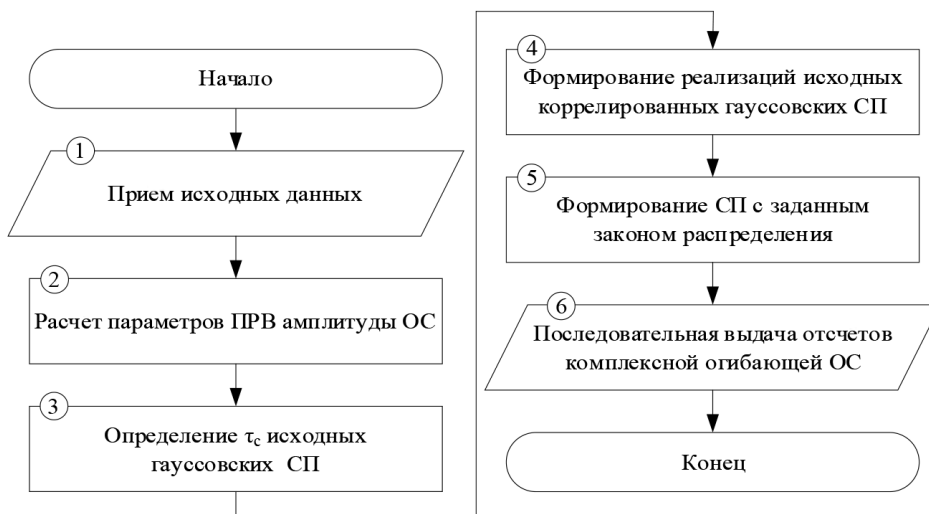 Начало
1
Прием исходных данных
2
Расчет параметров ПРВ амплитуды ОС
3
Определение τс исходных
гауссовских СП
4
Формирование реализаций исходных
коррелированных гауссовских СП
5
Формирование СП с заданным
законом распределения
6
Последовательная выдача отсчетов
комплексной огибающей ОС
Конец